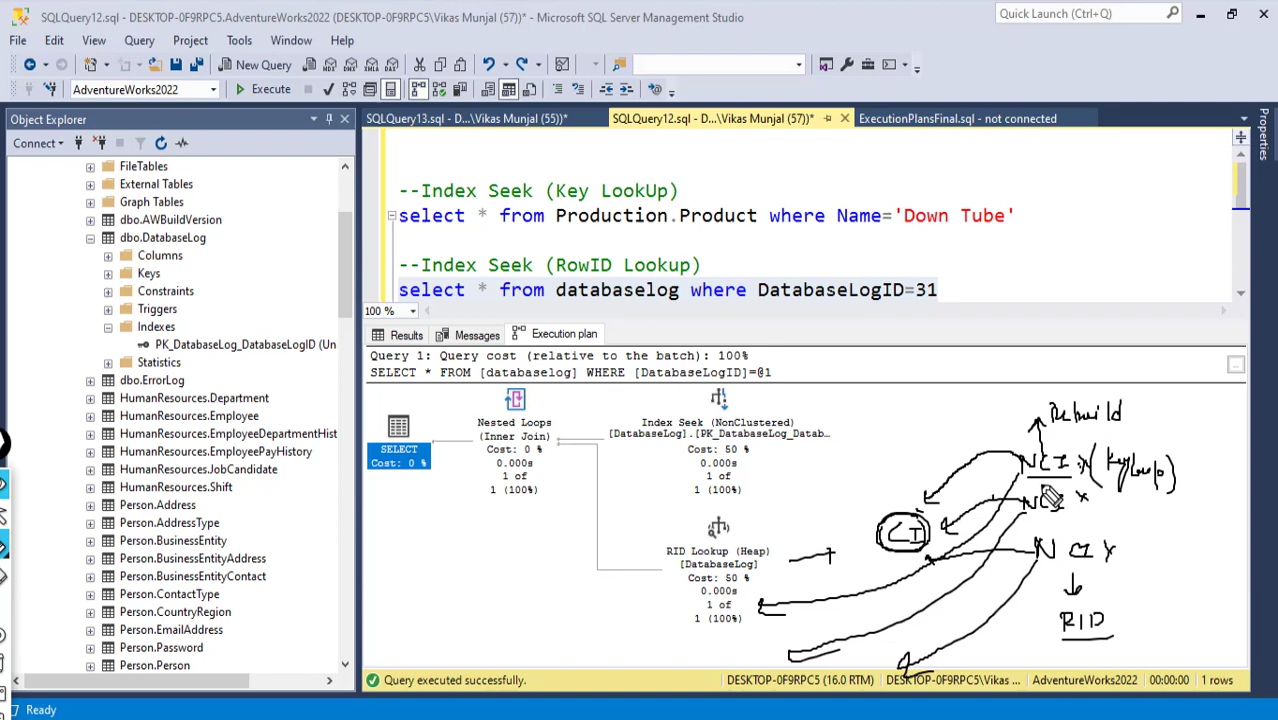 SQLQuery12.sql - DESKTOP-0F9RPC5.AdventureWorks2022 (DESKTOP-0F9RPC5\Vikas Munjal (57))* - Microsoft SQL Server Management Studio
Quick Launch (Ctrl+Q)
File Edit View Query Project Tools Window Help
New Query
AdventureWorks2022 Execute
Object Explorer
Connect
FileTables
External Tables
Graph Tables
dbo.AWBuildVersion
dbo.DatabaseLog
Columns
Keys
Constraints
Triggers
Indexes
PK_DatabaseLog_DatabaseLogID (Un
Statistics
dbo.ErrorLog
HumanResources.Department
HumanResources.Employee
HumanResources.EmployeeDepartmentHist
HumanResources.EmployeePayHistory
HumanResources.JobCandidate
HumanResources.Shift
Person.Address
Person.AddressType
Person.BusinessEntity
Person.BusinessEntityAddress
Person.BusinessEntityContact
Person.ContactType
Person.CountryRegion
Person.EmailAddress
Person.Password
Person.Person
SQLQuery13.sql - D...\Vikas Munjal (55))* SQLQuery12.sql - D...\Vikas Munjal (57))* ExecutionPlansFinal.sql - not connected
Properties
--Index Seek (Key LookUp)
select * from Production.Product where Name='Down Tube'
--Index Seek (RowID Lookup)
select * from databaselog where DatabaseLogID=31
100 %
Results Messages Execution plan
Query 1: Query cost (relative to the batch): 100%
SELECT * FROM [databaselog] WHERE [DatabaseLogID]=@1
SELECT
Cost: 0 %
Nested Loops
(Inner Join)
Cost: 0 %
0.000s
1 of
1 (100%)
Index Seek (NonClustered)
[DatabaseLog].[PK_DatabaseLog_Datab…
Cost: 50 %
0.000s
1 of
1 (100%)
RID Lookup (Heap)
[DatabaseLog]
Cost: 50 %
0.000s
1 of
1 (100%)
Rebuild
NCI
CI
NCI
RID
Query executed successfully.
DESKTOP-0F9RPC5 (16.0 RTM) DESKTOP-0F9RPC5\Vikas ... AdventureWorks2022 00:00:00 1 rows
Ready